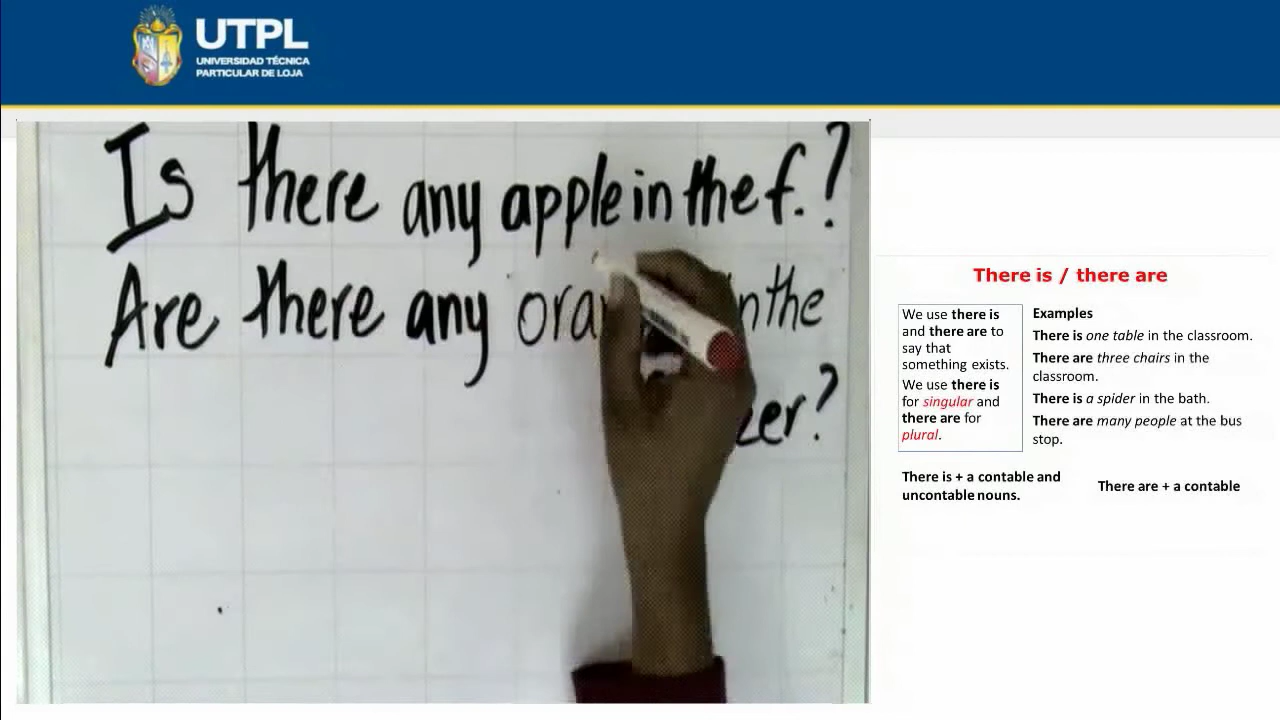 UTPL
UNIVERSIDAD TÉCNICA
PARTICULAR DE LOJA
Is there any apple in the f.?
Are there any the
There is / there are
We use there is
and there are to
say that
something exists.
We use there is
for singular and
there are for
plural.
Examples
There is one table in the classroom.
There are three chairs in the
classroom.
There is a spider in the bath.
There are many people at the bus
stop.
There is + a contable and
uncontable nouns.
There are + a contable